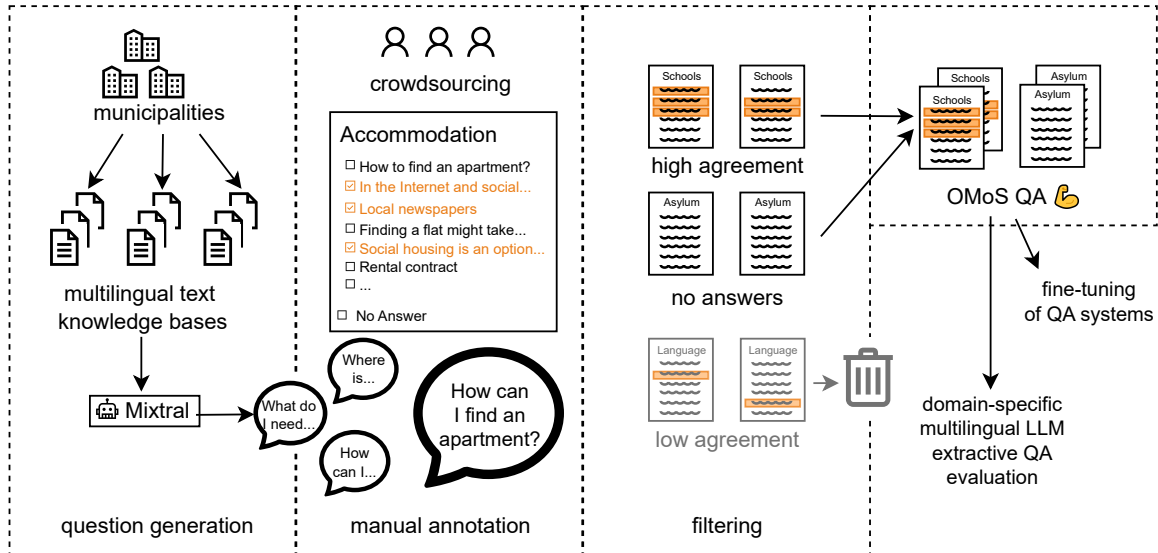 municipalities
multilingual text
knowledge bases
Mixtral
question generation
crowdsourcing
Accommodation
How to find an apartment?
In the Internet and social...
Local newspapers
Finding a flat might take...
Social housing is an option...
Rental contract
...
No Answer
Where
is...
What do
I need...
How
can I...
How can
I find an
apartment?
manual annotation
Schools
Schools
high agreement
Asylum
Asylum
no answers
Language
Language
low agreement
filtering
Schools
Schools
Asylum
Asylum
OMoS QA 💪
fine-tuning
of QA systems
domain-specific
multilingual LLM
extractive QA
evaluation